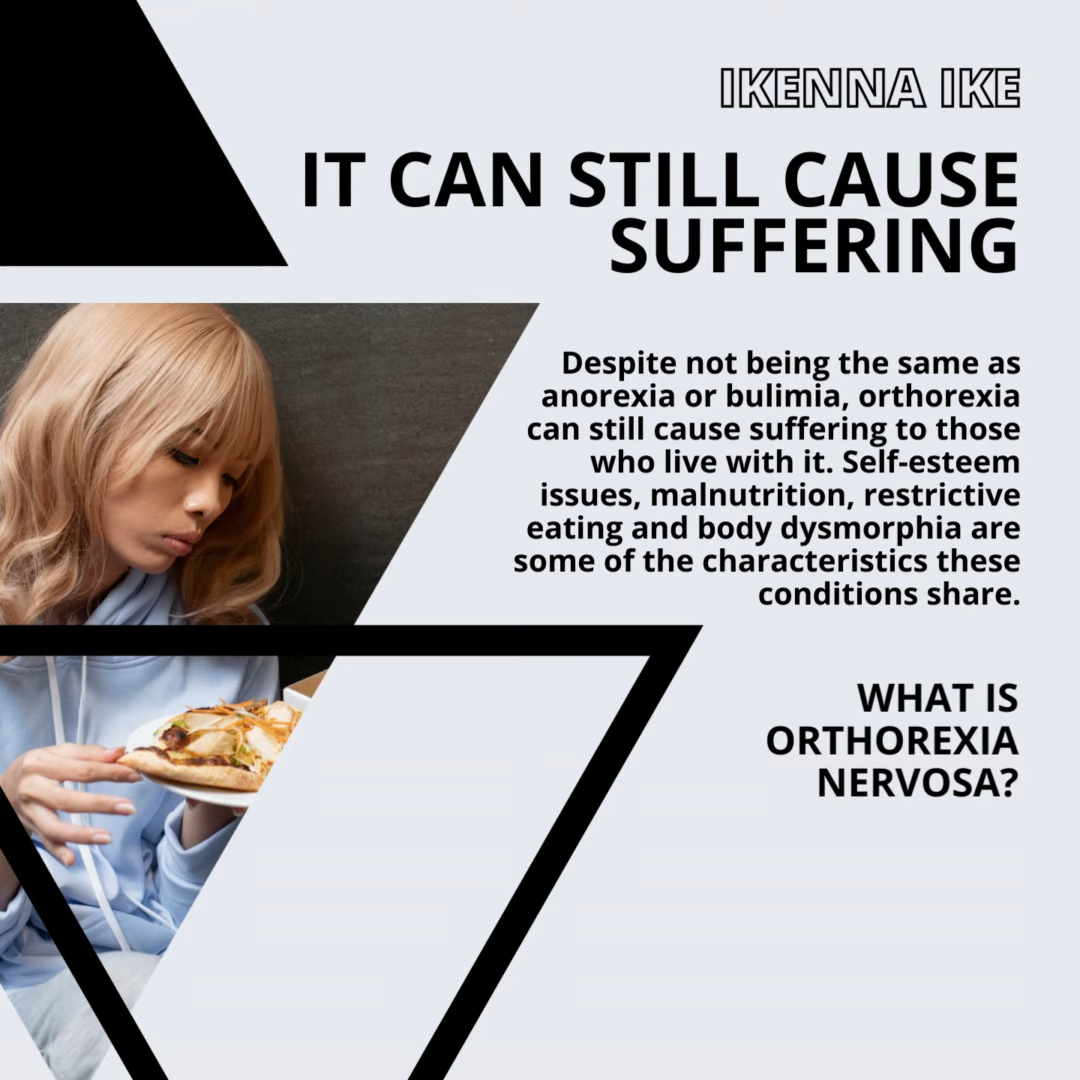 IKENNA IKE
IT CAN STILL CAUSE
SUFFERING
Despite not being the same as
anorexia or bulimia, orthorexia
can still cause suffering to those
who live with it. Self-esteem
issues, malnutrition, restrictive
eating and body dysmorphia are
some of the characteristics these
conditions share.
WHAT IS
ORTHOREXIA
NERVOSA?